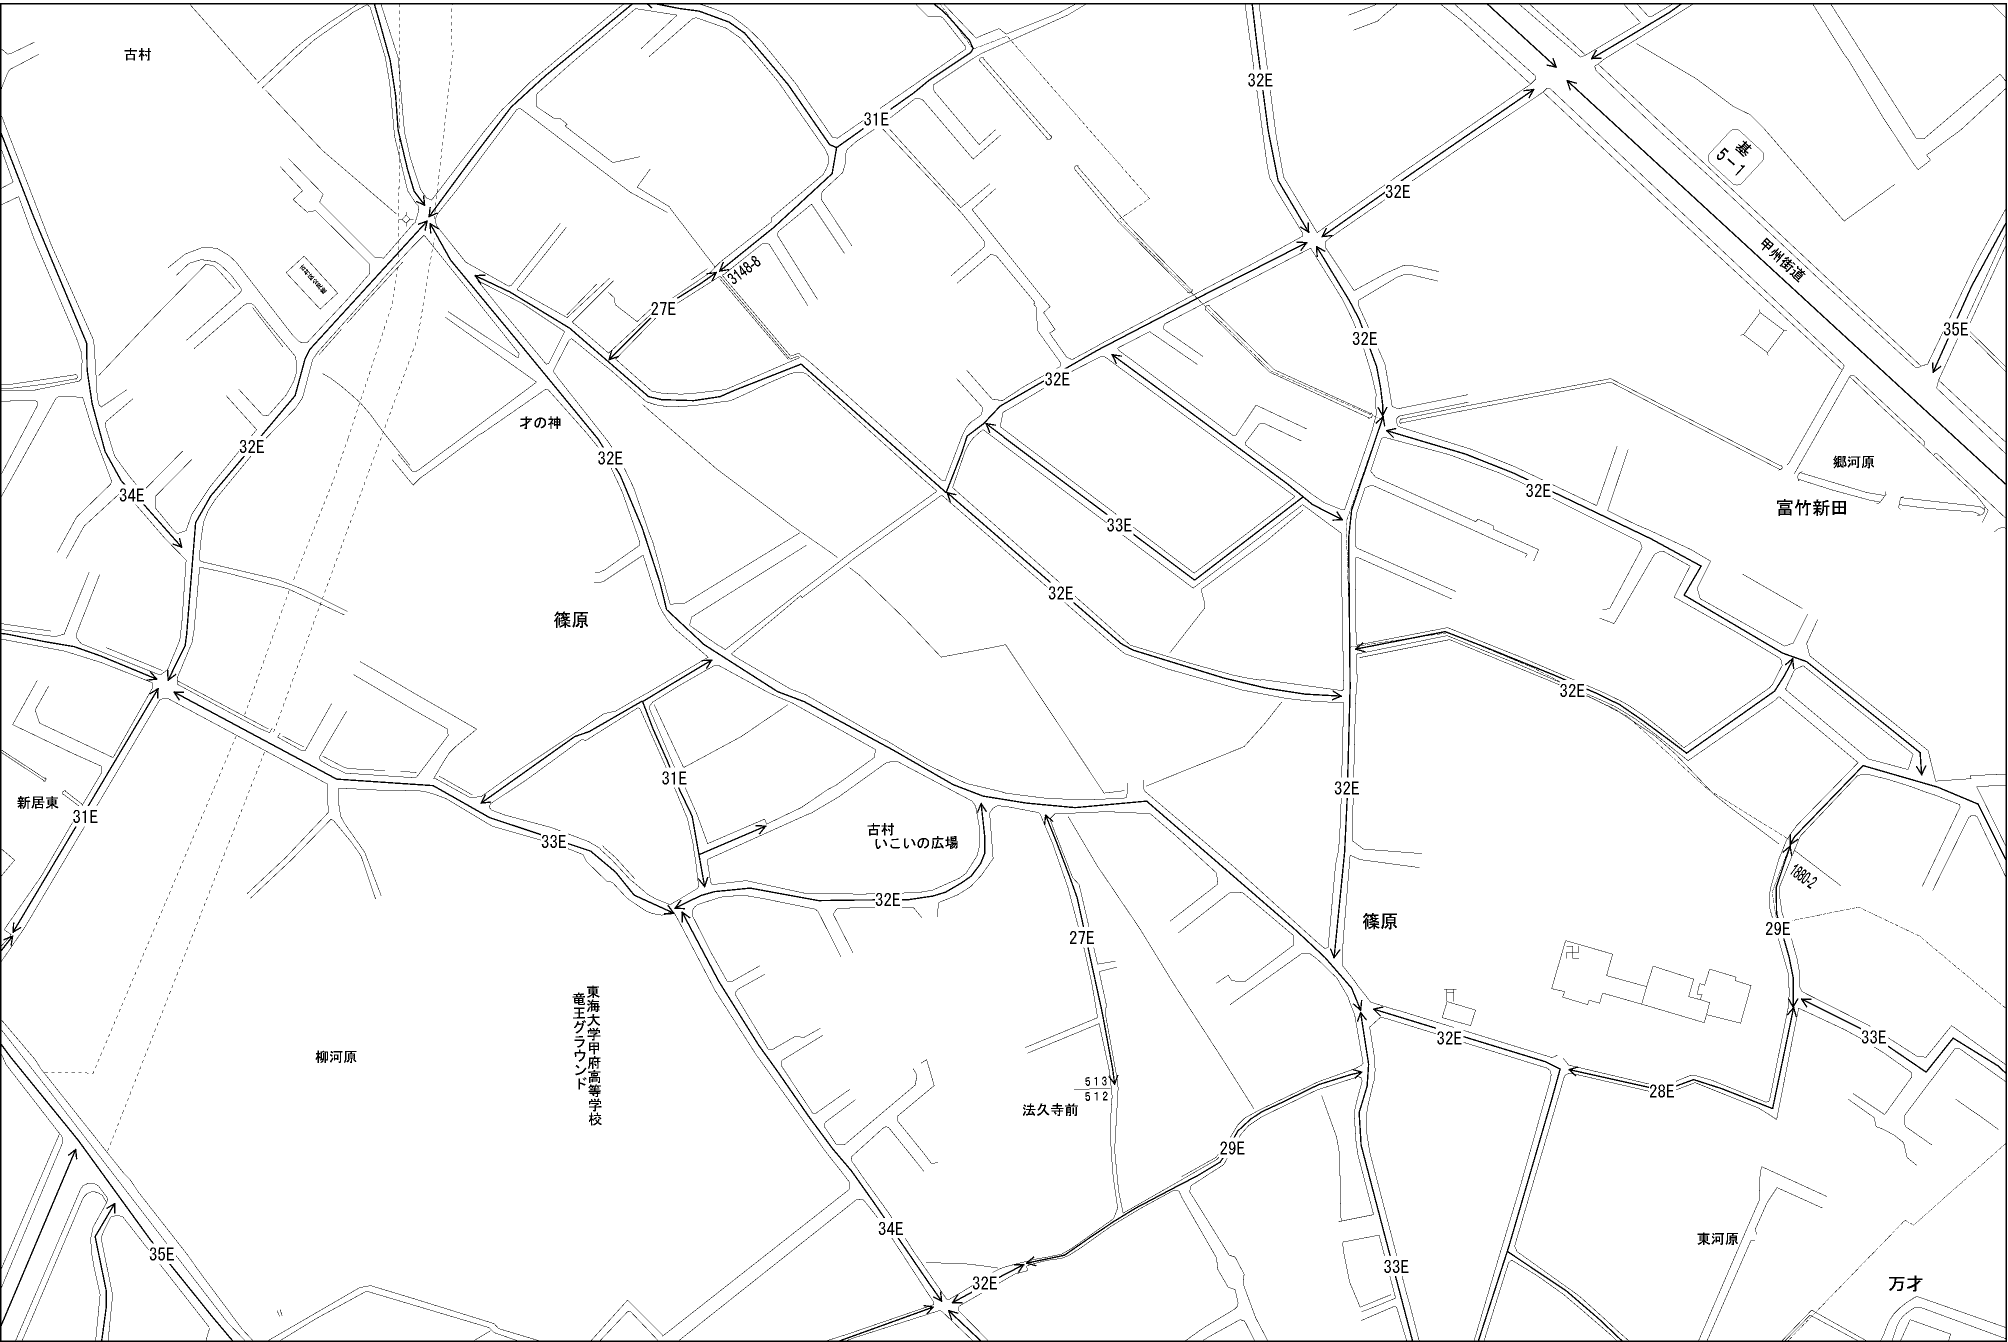 古村
32E
31E
32E
基
5-1
甲州街道
3148-8
27E
35E
32E
32E
才の神
32E
32E
34E
33E
32E
郷河原
富竹新田
32E
篠原
32E
31E
32E
新居東
31E
33E
古村
いこいの広場
32E
1880-2
27E
篠原
29E
東海大学甲府高等学校
竜王グラウンド
柳河原
32E
33E
513
512
法久寺前
28E
29E
34E
35E
32E
33E
東河原
万才